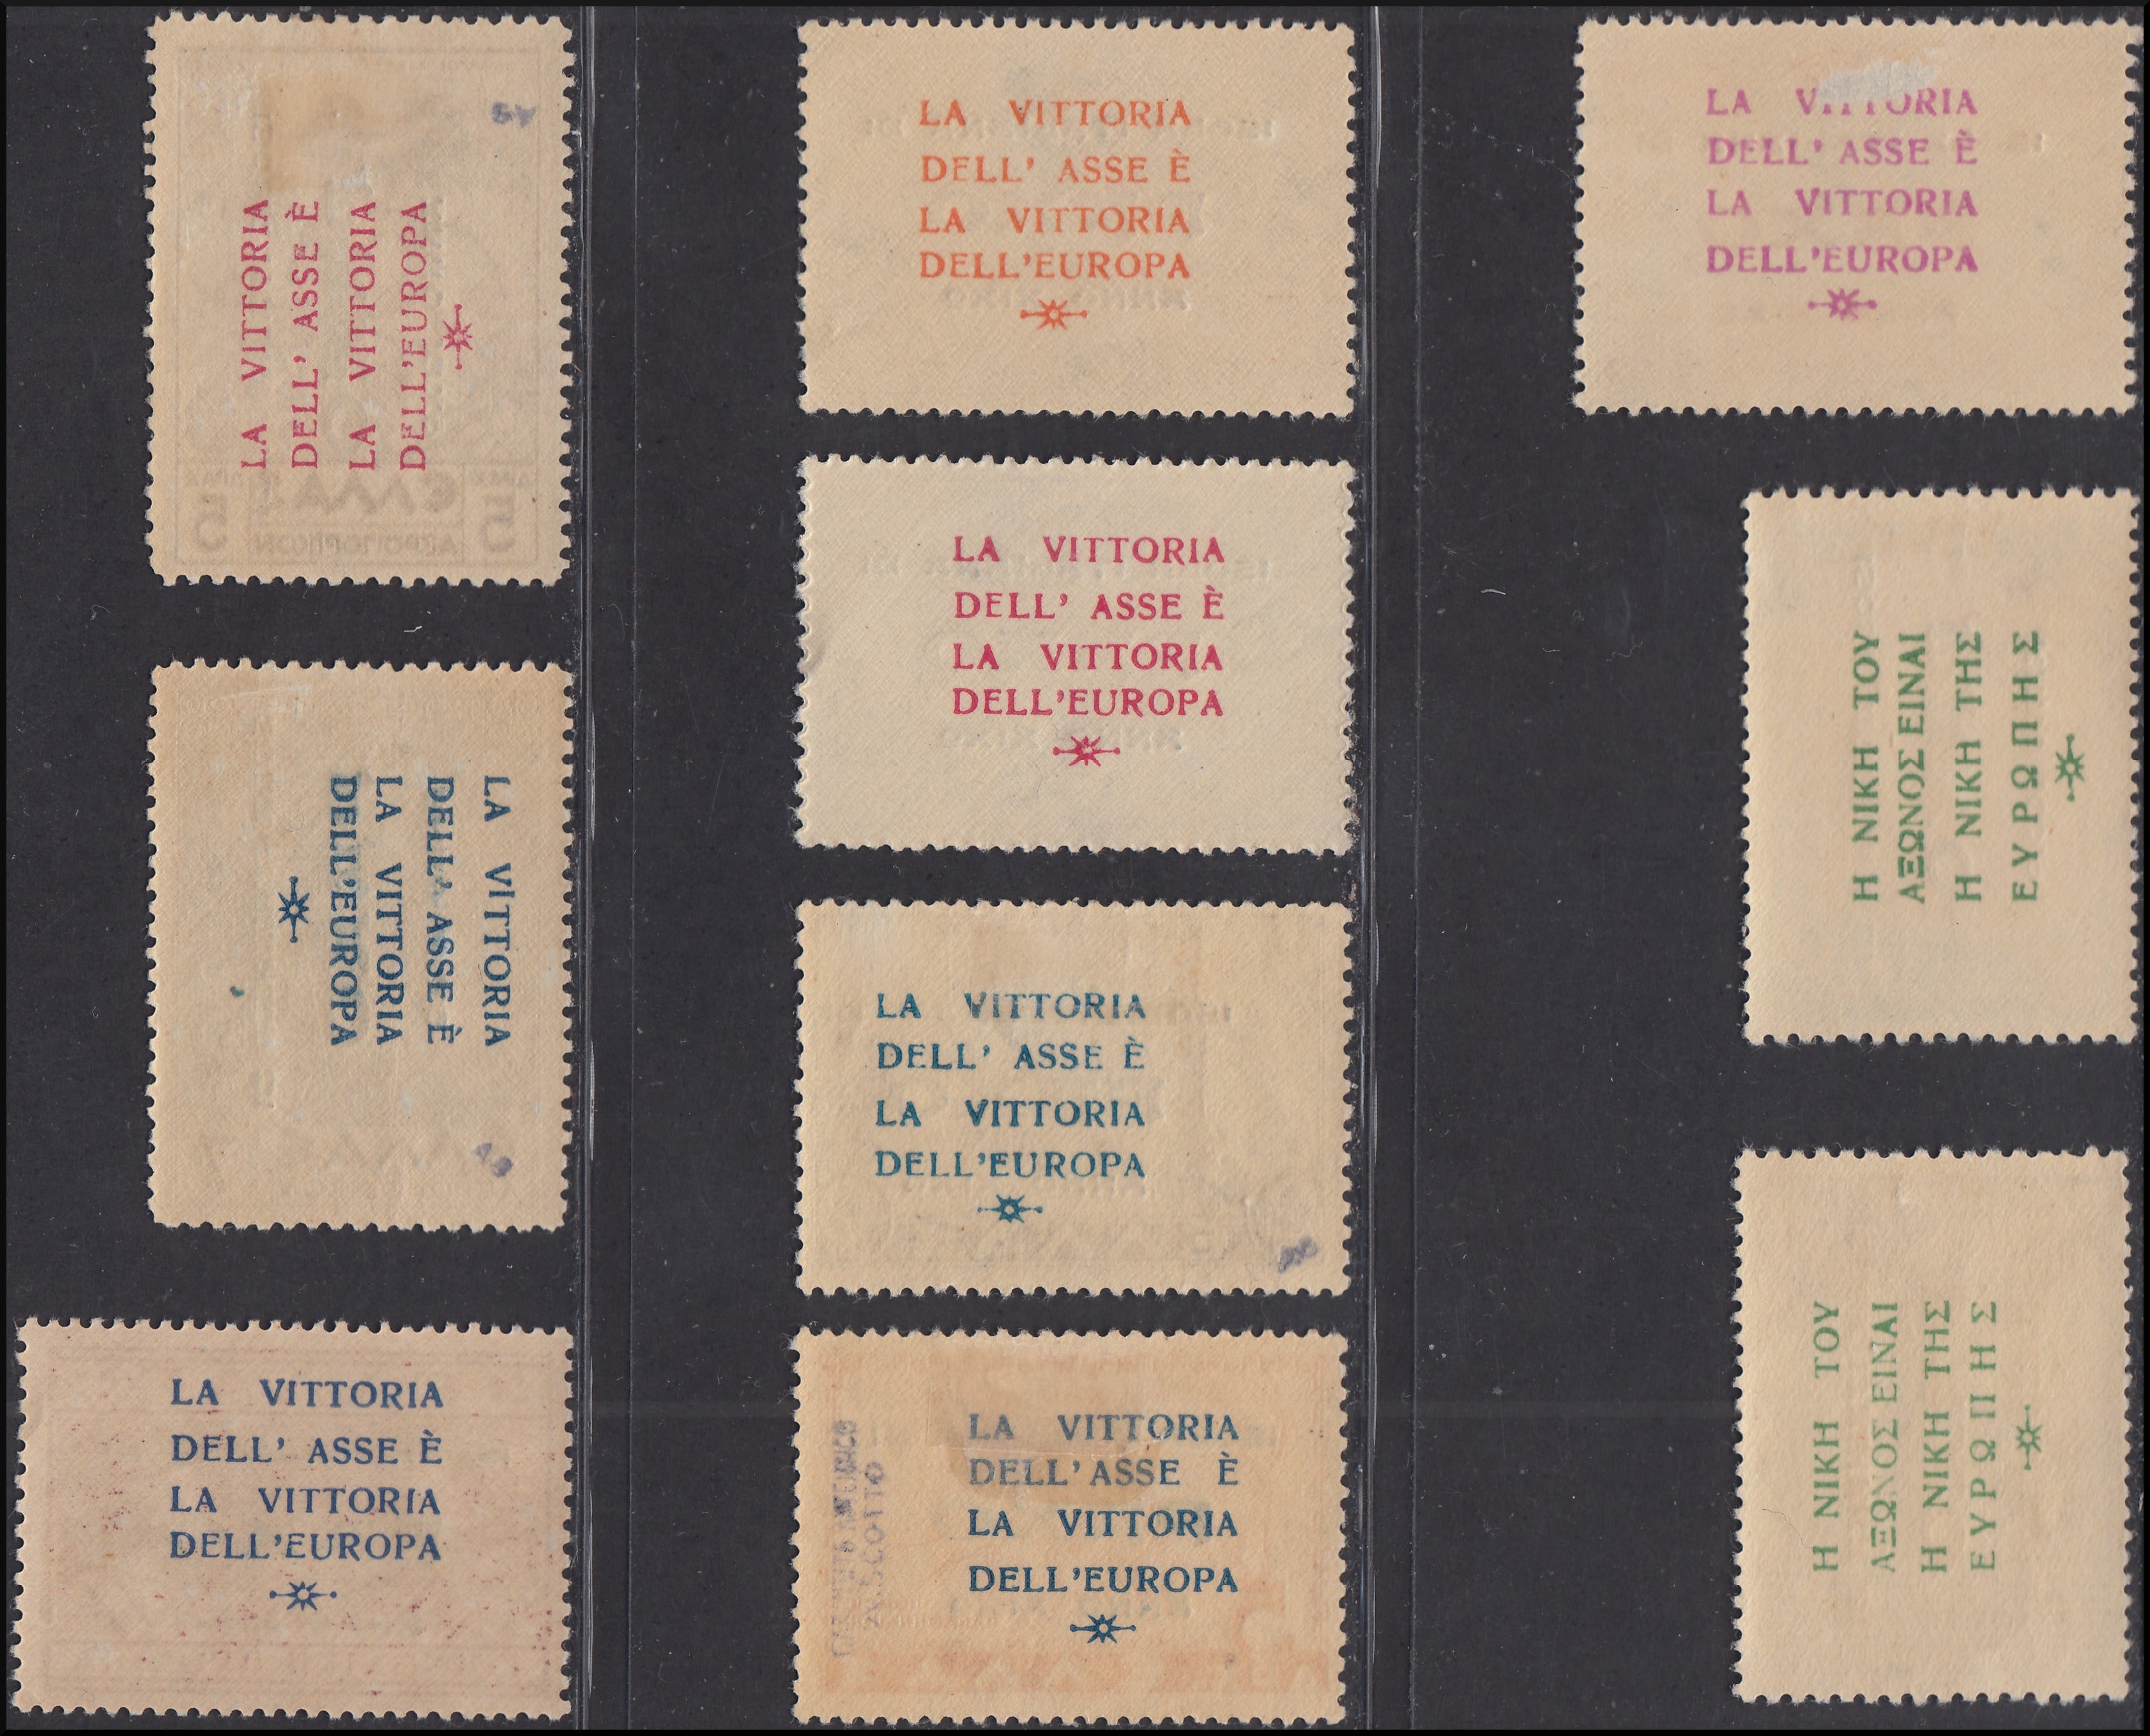 LA VITTORIA
DELL' ASSE È
LA VITTORIA
DELL'EUROPA
5 5
LA VITTORIA
DELL' ASSE È
LA VITTORIA
DELL'EUROPA
LA VITTORIA
DELL' ASSE È
LA VITTORIA
DELL'EUROPA
LA VITTORIA
DELL' ASSE È
LA VITTORIA
DELL'EUROPA
LA VITTORIA
DELL' ASSE È
LA VITTORIA
DELL'EUROPA
LA VITTORIA
DELL' ASSE È
LA VITTORIA
DELL'EUROPA
LA VITTORIA
DELL'ASSE È
LA VITTORIA
DELL'EUROPA
LA VITTORIA
DELL' ASSE È
LA VITTORIA
DELL'EUROPA
Η ΝΙΚΗ ΤΟΥ
ΑΞΩΝΟΣ ΕΙΝΑΙ
Η ΝΙΚΗ ΤΗΣ
ΕΥΡΩΠΗΣ
Η ΝΙΚΗ ΤΟΥ
ΑΞΩΝΟΣ ΕΙΝΑΙ
Η ΝΙΚΗ ΤΗΣ
ΕΥΡΩΠΗΣ